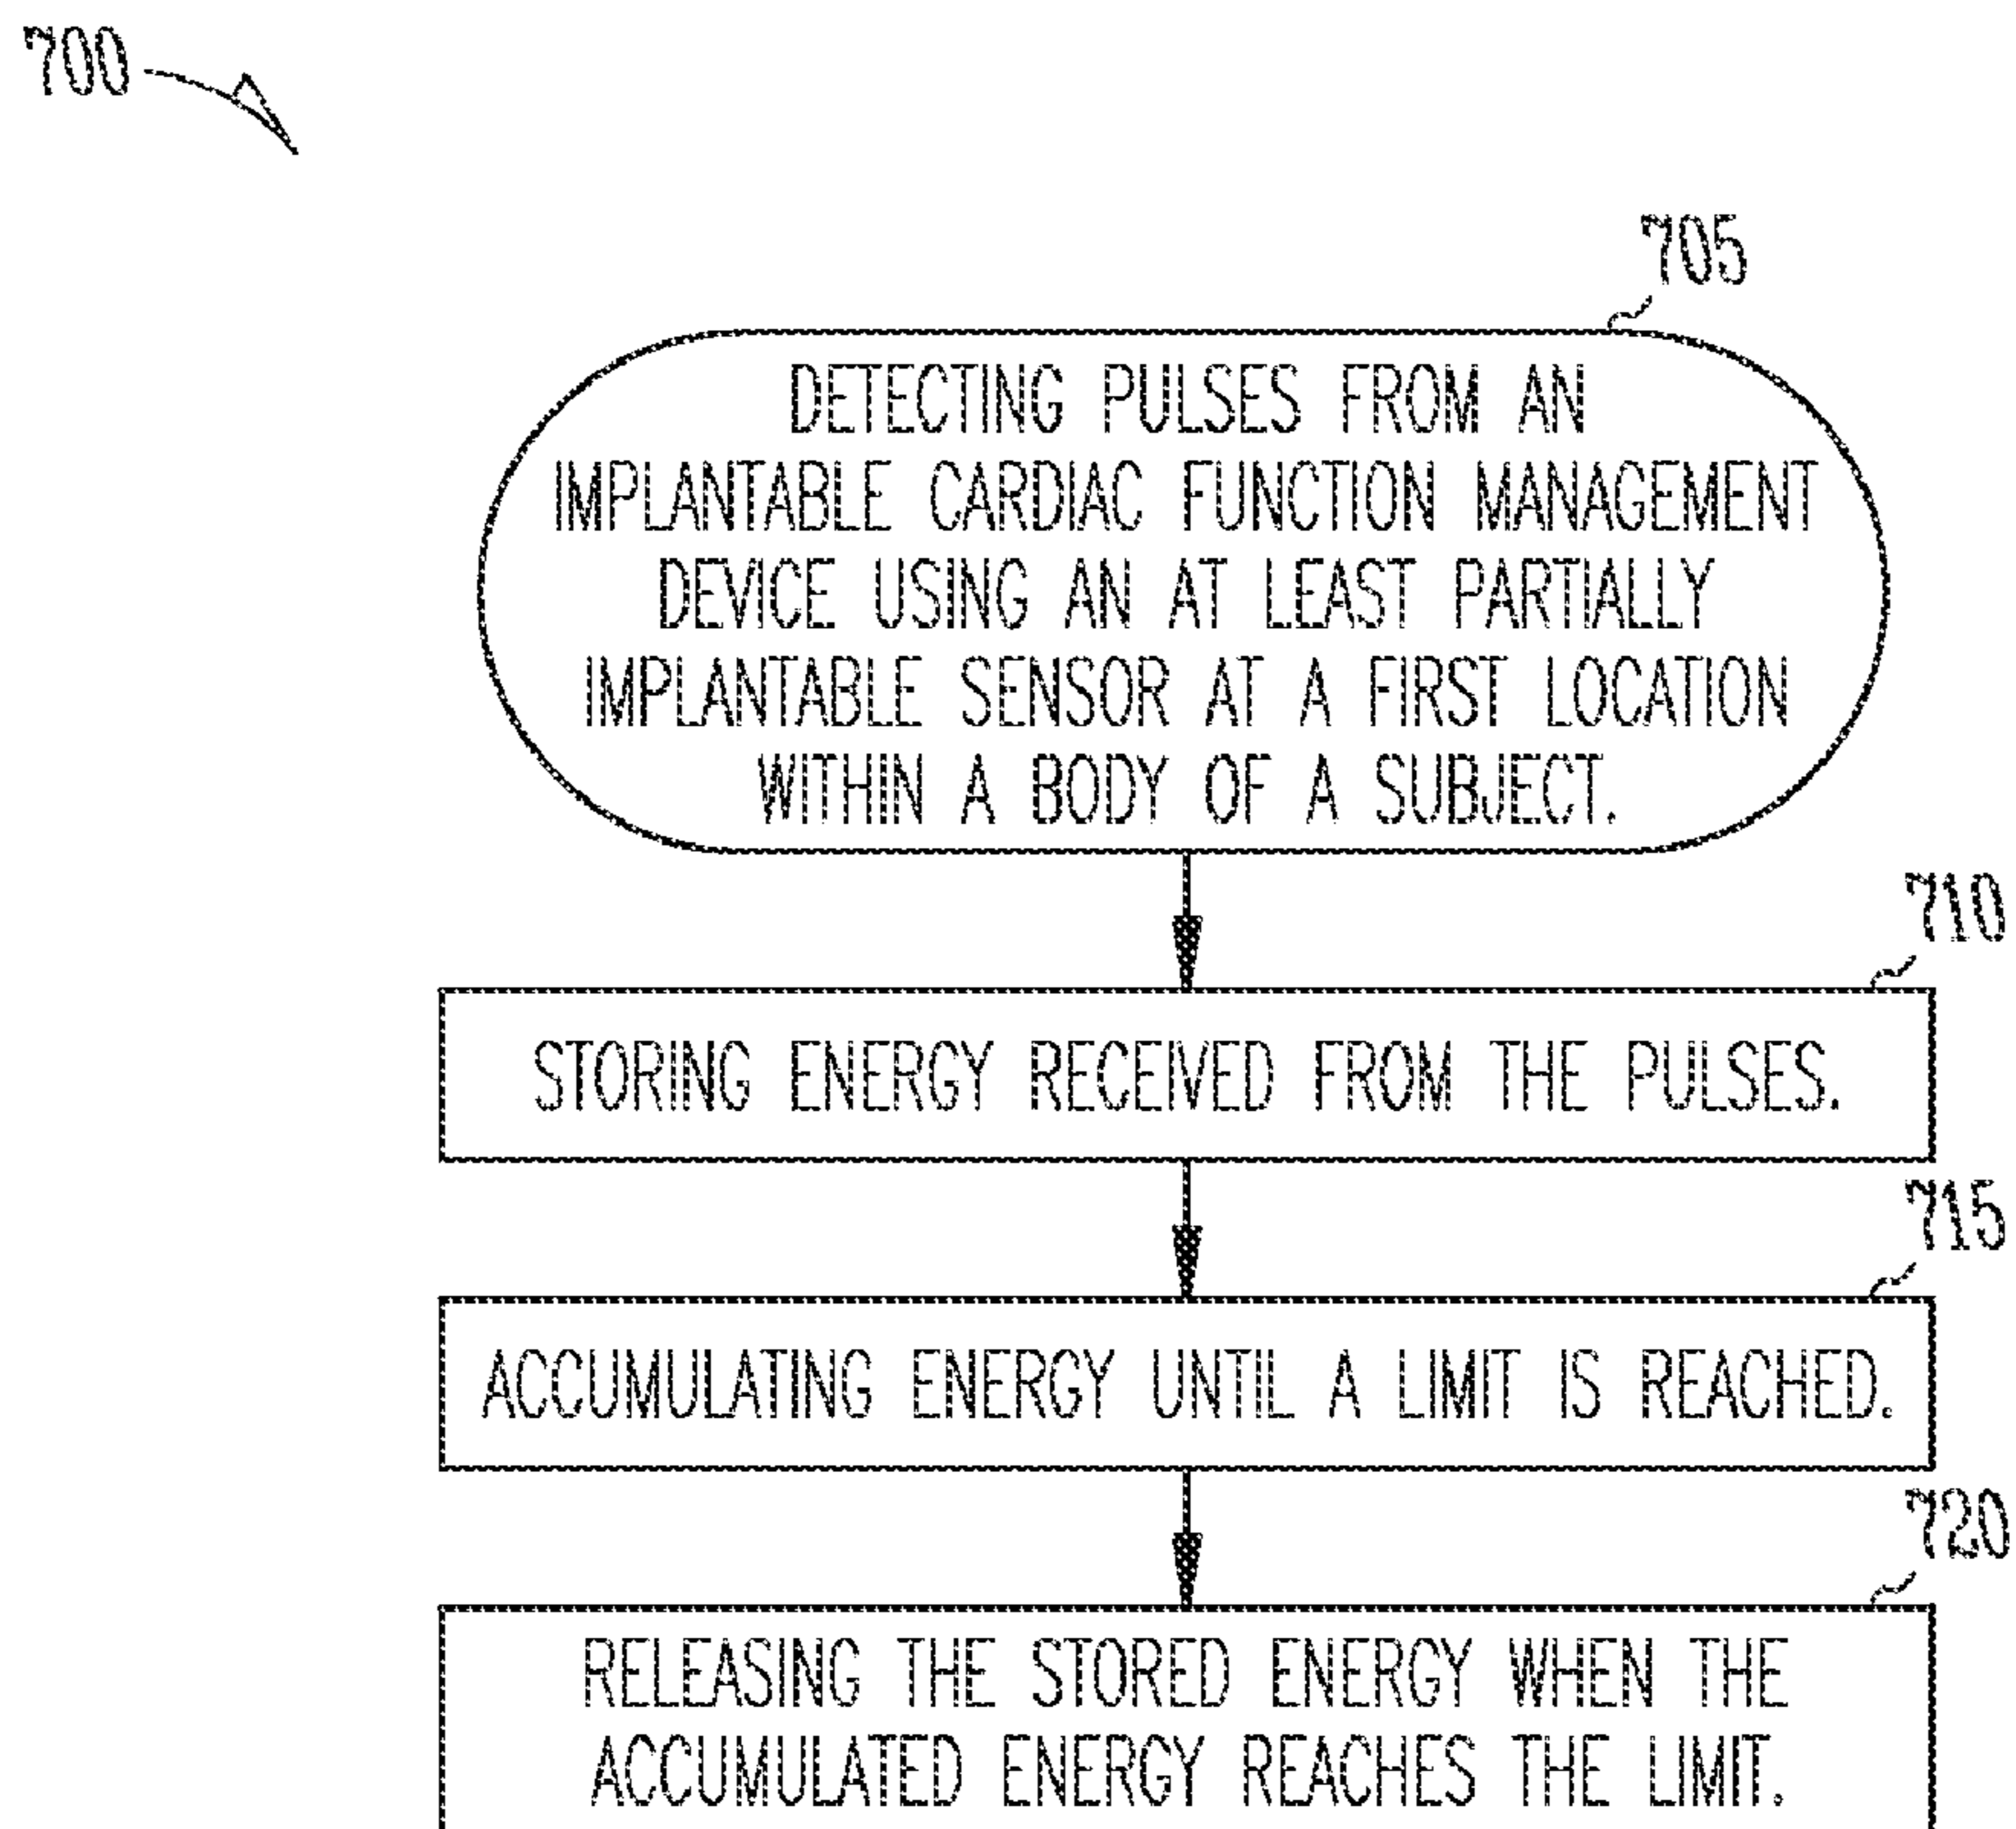 700
705
DETECTING PULSES FROM AN
IMPLANTABLE CARDIAC FUNCTION MANAGEMENT
DEVICE USING AN AT LEAST PARTIALLY
IMPLANTABLE SENSOR AT A FIRST LOCATION
WITHIN A BODY OF A SUBJECT.
710
STORING ENERGY RECEIVED FROM THE PULSES.
715
ACCUMULATING ENERGY UNTIL A LIMIT IS REACHED.
720
RELEASING THE STORED ENERGY WHEN THE
ACCUMULATED ENERGY REACHES THE LIMIT.